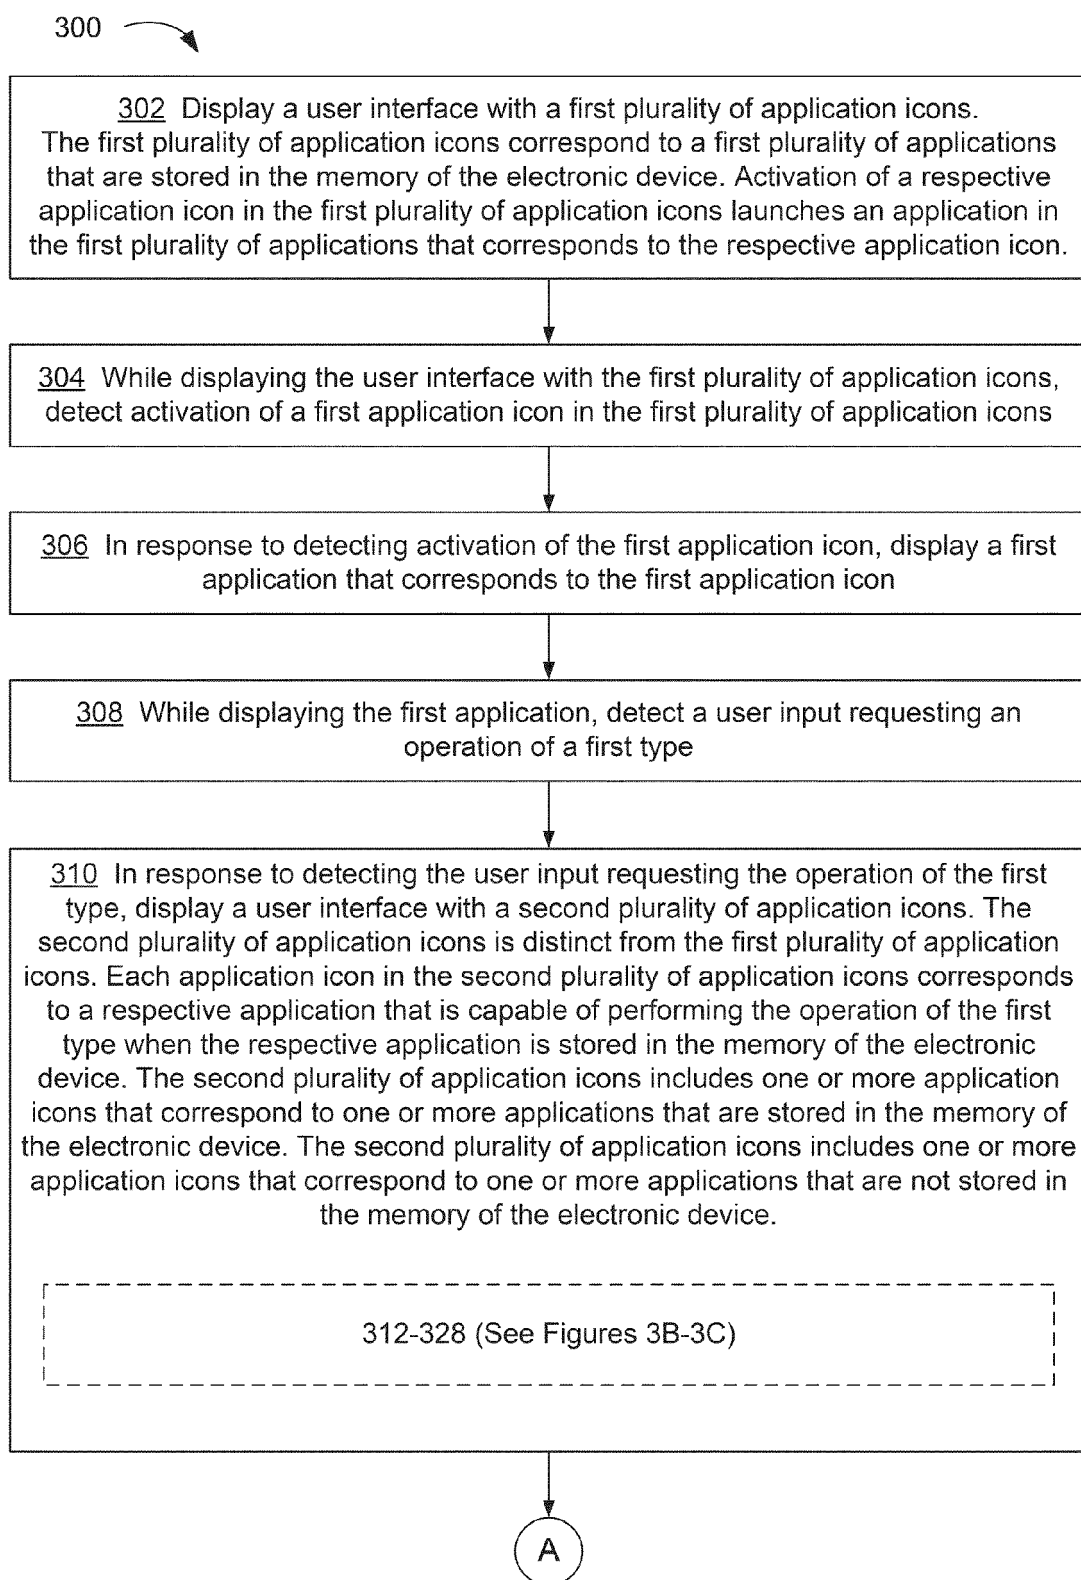 300
302 Display a user interface with a first plurality of application icons.
The first plurality of application icons correspond to a first plurality of applications
that are stored in the memory of the electronic device. Activation of a respective
application icon in the first plurality of application icons launches an application in
the first plurality of applications that corresponds to the respective application icon.
304 While displaying the user interface with the first plurality of application icons,
detect activation of a first application icon in the first plurality of application icons
306 In response to detecting activation of the first application icon, display a first
application that corresponds to the first application icon
308 While displaying the first application, detect a user input requesting an
operation of a first type
310 In response to detecting the user input requesting the operation of the first
type, display a user interface with a second plurality of application icons. The
second plurality of application icons is distinct from the first plurality of application
icons. Each application icon in the second plurality of application icons corresponds
to a respective application that is capable of performing the operation of the first
type when the respective application is stored in the memory of the electronic
device. The second plurality of application icons includes one or more application
icons that correspond to one or more applications that are stored in the memory of
the electronic device. The second plurality of application icons includes one or more
application icons that correspond to one or more applications that are not stored in
the memory of the electronic device.
312-328 (See Figures 3B-3C)
A